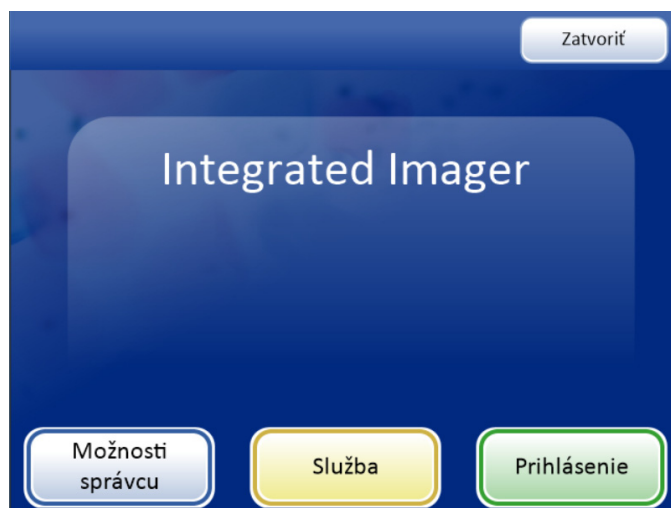 Zatvoriť
Integrated Imager
Možnosti
správcu
Služba
Prihlásenie